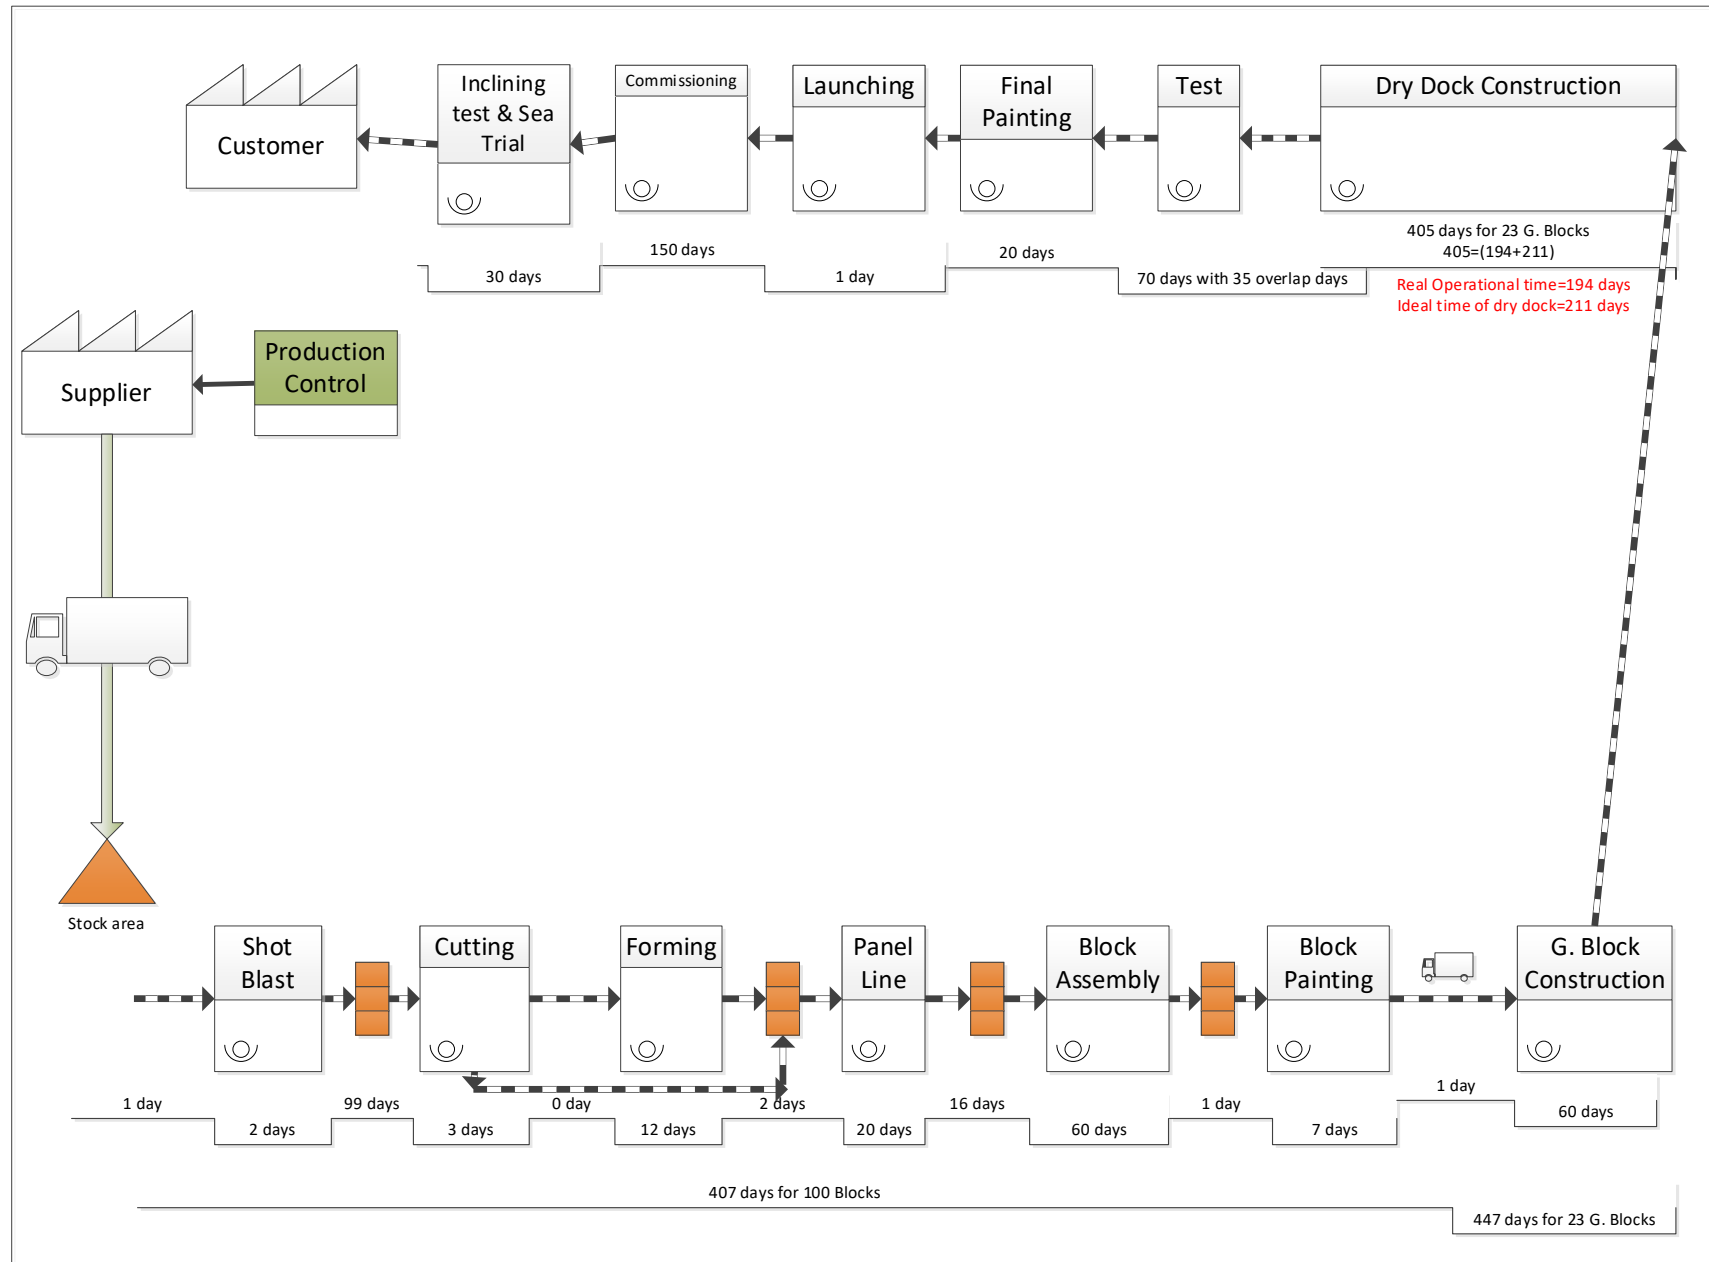 Inclining
test & Sea
Trial
Commissioning
Launching
Final
Painting
Test
Dry Dock Construction
Customer
30 days
150 days
1 day
20 days
70 days with 35 overlap days
405 days for 23 G. Blocks
405=(194+211)
Real Operational time=194 days
Ideal time of dry dock=211 days
Supplier
Production
Control
Stock area
Shot
Blast
Cutting
Forming
Panel
Line
Block
Assembly
Block
Painting
G. Block
Construction
1 day
2 days
99 days
3 days
0 day
12 days
2 days
20 days
16 days
60 days
1 day
7 days
1 day
60 days
407 days for 100 Blocks
447 days for 23 G. Blocks